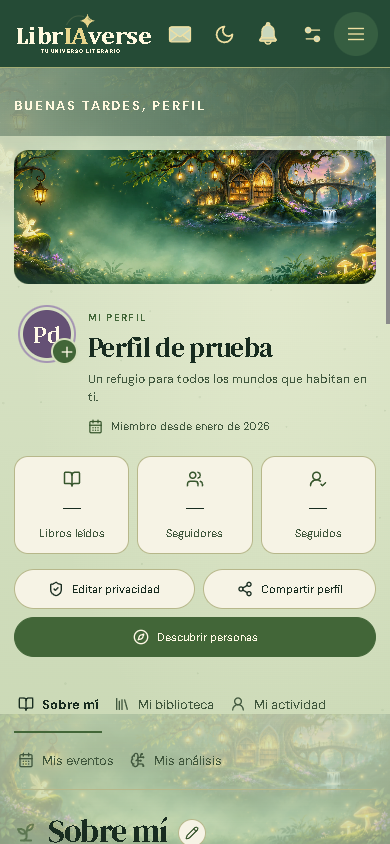 LibrIAverse
TU UNIVERSO LITERARIO
BUENAS TARDES, PERFIL
Pd
MI PERFIL
Perfil de prueba
Un refugio para todos los mundos que habitan en
ti.
Miembro desde enero de 2026
— — —
Libros leídos Seguidores Seguidos
Editar privacidad Compartir perfil
Descubrir personas
Sobre mí Mi biblioteca Mi actividad
Mis eventos Mis análisis
Sobre mí